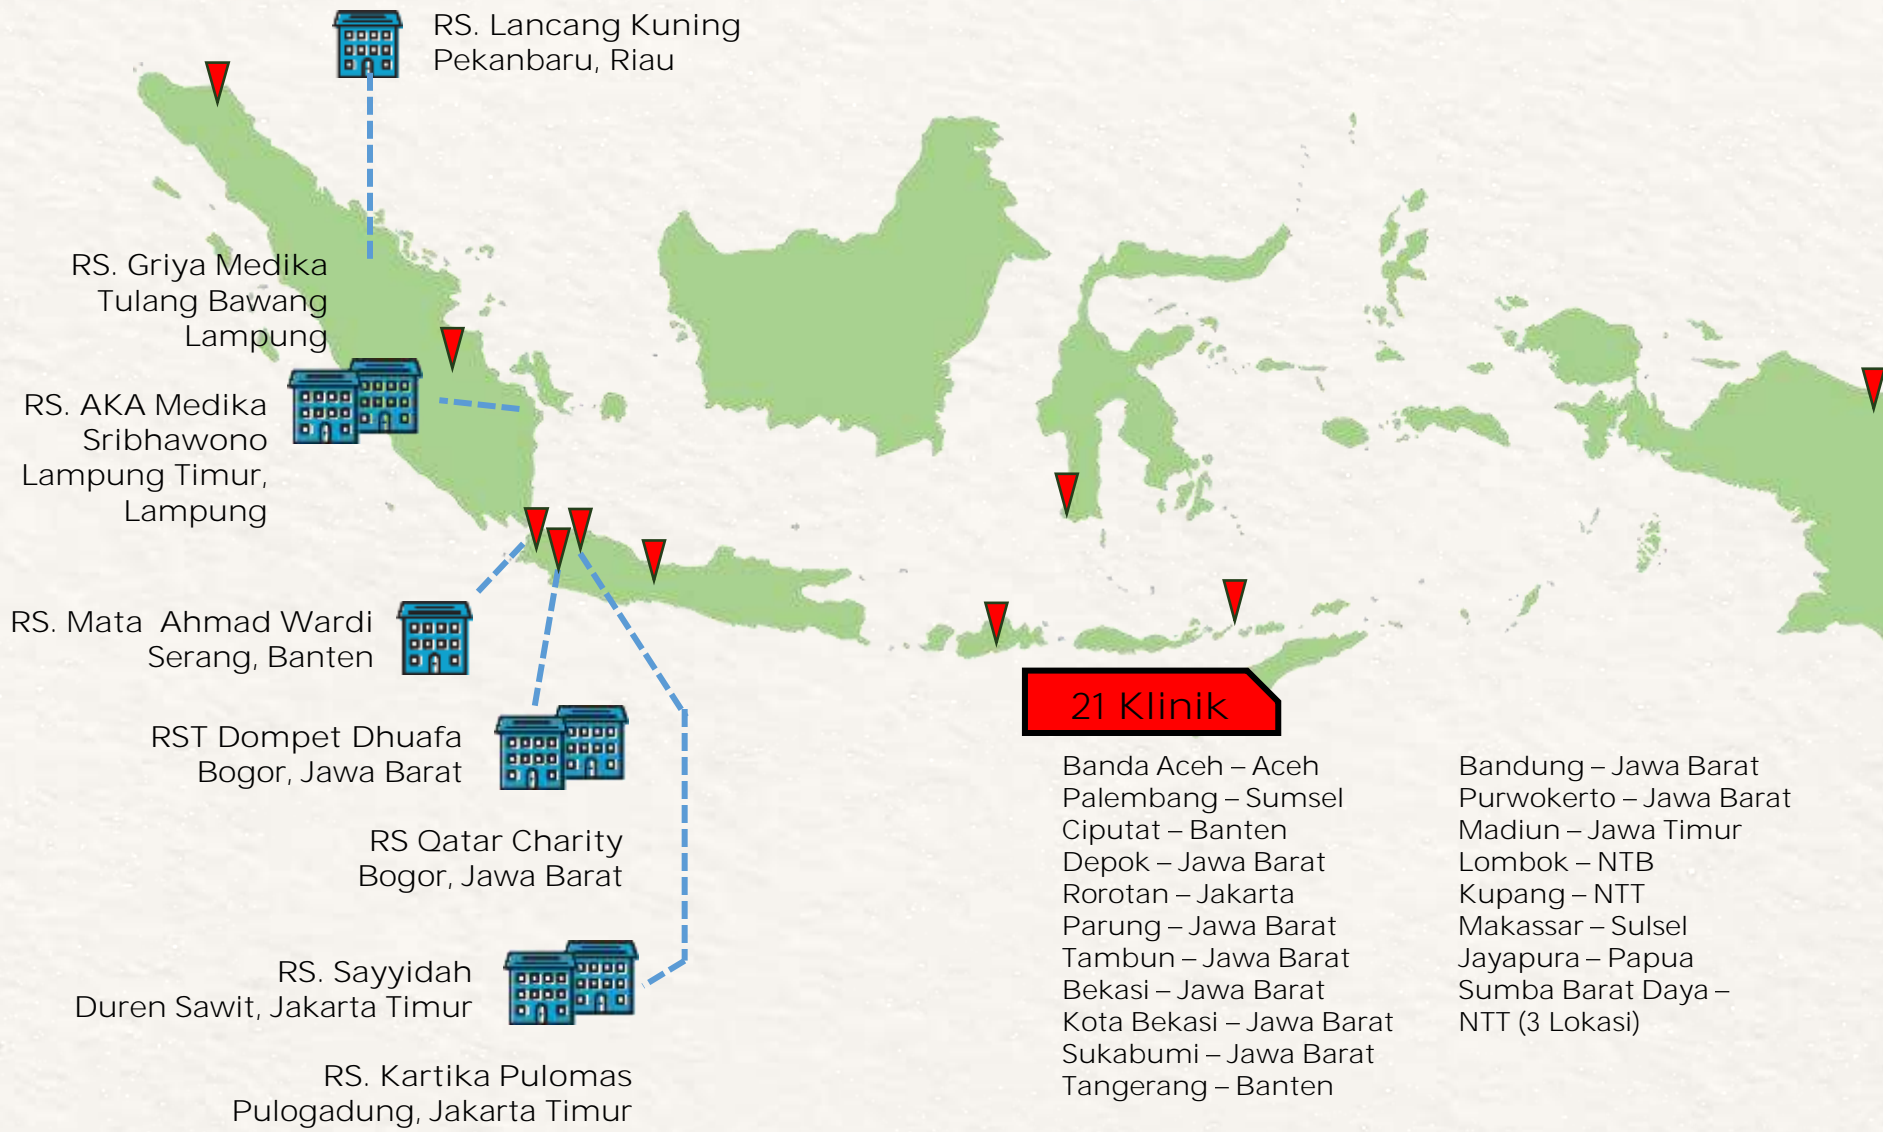 RS. Lancang Kuning
Pekanbaru, Riau
RS. Griya Medika
Tulang Bawang
Lampung
RS. AKA Medika
Sribhawono
Lampung Timur,
Lampung
RS. Mata Ahmad Wardi
Serang, Banten
RST Dompet Dhuafa
Bogor, Jawa Barat
RS Qatar Charity
Bogor, Jawa Barat
RS. Sayyidah
Duren Sawit, Jakarta Timur
RS. Kartika Pulomas
Pulogadung, Jakarta Timur
21 Klinik
Banda Aceh – Aceh
Palembang – Sumsel
Ciputat – Banten
Depok – Jawa Barat
Rorotan – Jakarta
Parung – Jawa Barat
Tambun – Jawa Barat
Bekasi – Jawa Barat
Kota Bekasi – Jawa Barat
Sukabumi – Jawa Barat
Tangerang – Banten
Bandung – Jawa Barat
Purwokerto – Jawa Barat
Madiun – Jawa Timur
Lombok – NTB
Kupang – NTT
Makassar – Sulsel
Jayapura – Papua
Sumba Barat Daya –
NTT (3 Lokasi)